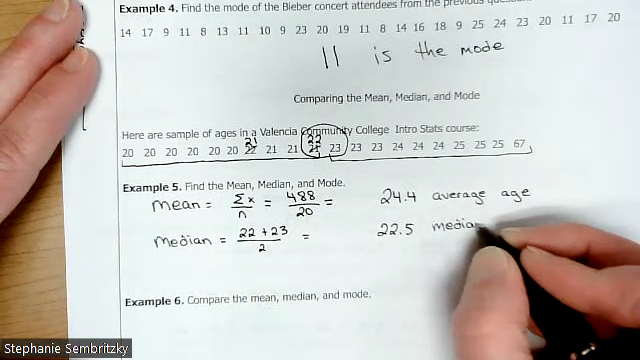 Example 4. Find the mode of the Bieber concert attendees from the previous
14 17 9 11 8 13 11 9 10 9 23 20 19 11 8 14 16 18 9 25 24 23 20 11 17 20
11 is the mode
Comparing the Mean, Median, and Mode
Here are sample of ages in a Valencia Community College Intro Stats course:
21 22
20 20 20 20 20 20 22 21 21 21 23 23 23 24 24 24 25 25 25 67
Example 5. Find the Mean, Median, and Mode.
mean = Σx/n = 488/20 = 24.4 average age
median = 22 + 23/2 = 22.5 median
Example 6. Compare the mean, median, and mode.
Stephanie Sembritzky